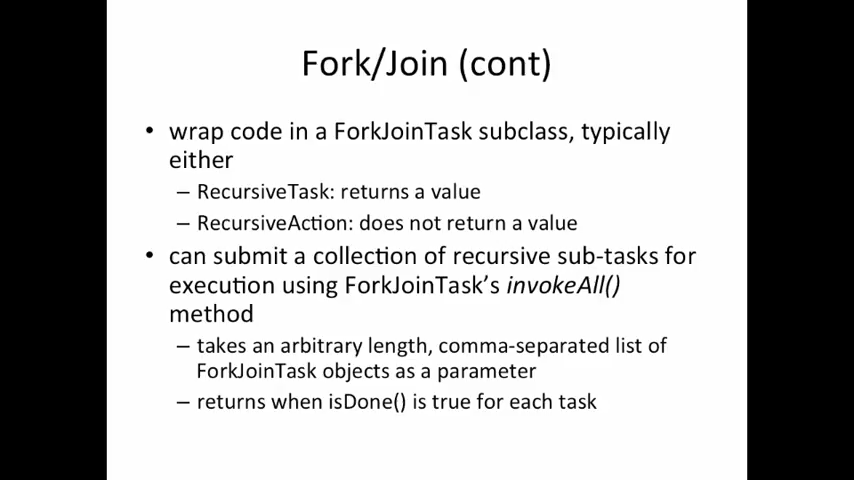 Fork/Join (cont)
• wrap code in a ForkJoinTask subclass, typically
either
– RecursiveTask: returns a value
– RecursiveAction: does not return a value
• can submit a collection of recursive sub-tasks for
execution using ForkJoinTask's invokeAll()
method
– takes an arbitrary length, comma-separated list of
ForkJoinTask objects as a parameter
– returns when isDone() is true for each task